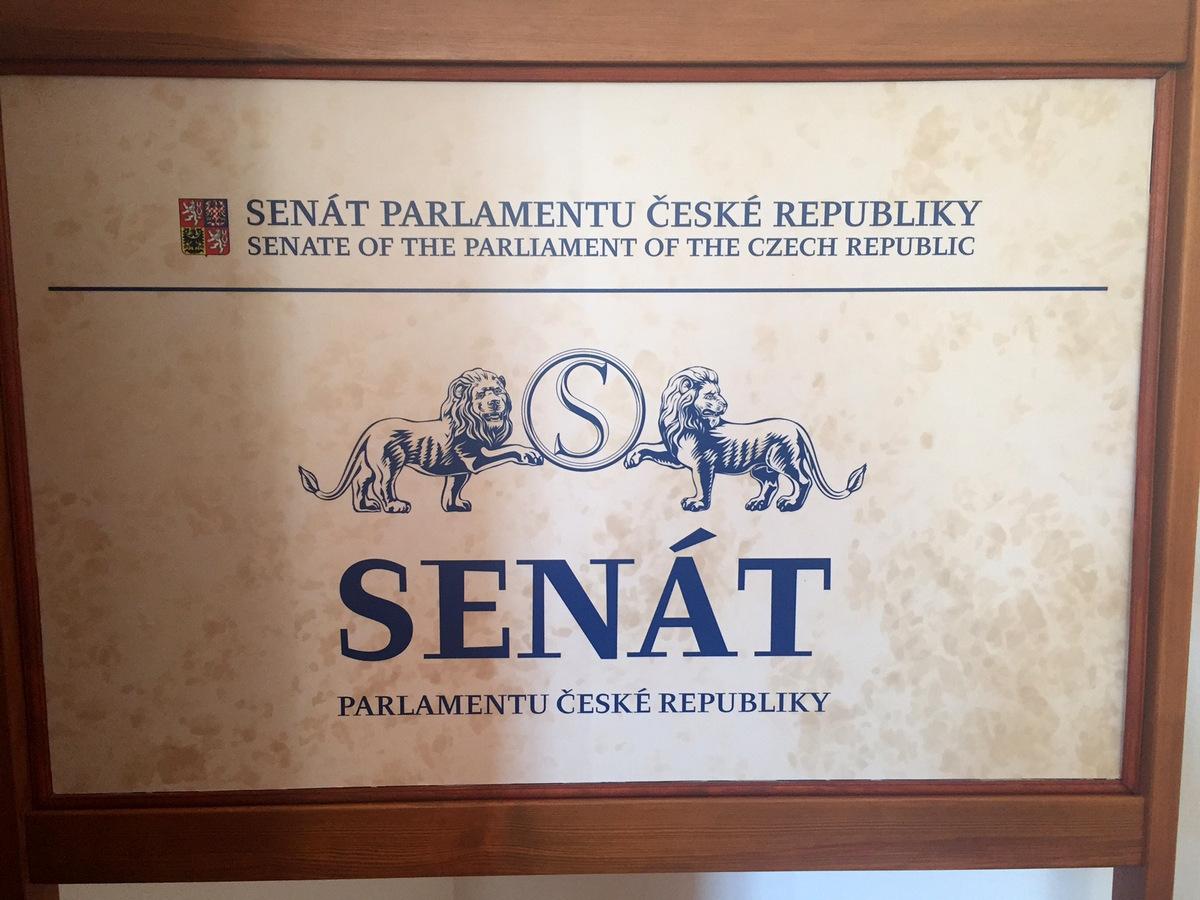 SENÁT PARLAMENTU ČESKÉ REPUBLIKY
SENATE OF THE PARLIAMENT OF THE CZECH REPUBLIC
S
SENÁT
PARLAMENTU ČESKÉ REPUBLIKY